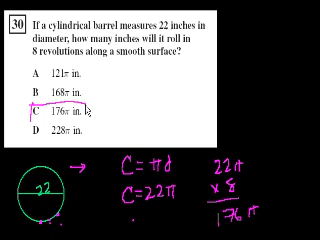 30 If a cylindrical barrel measures 22 inches in
diameter, how many inches will it roll in
8 revolutions along a smooth surface?
A 121π in.
B 168π in.
C 176π in.
D 228π in.
22
C = πd
C = 22π
22π
x 8
176 π